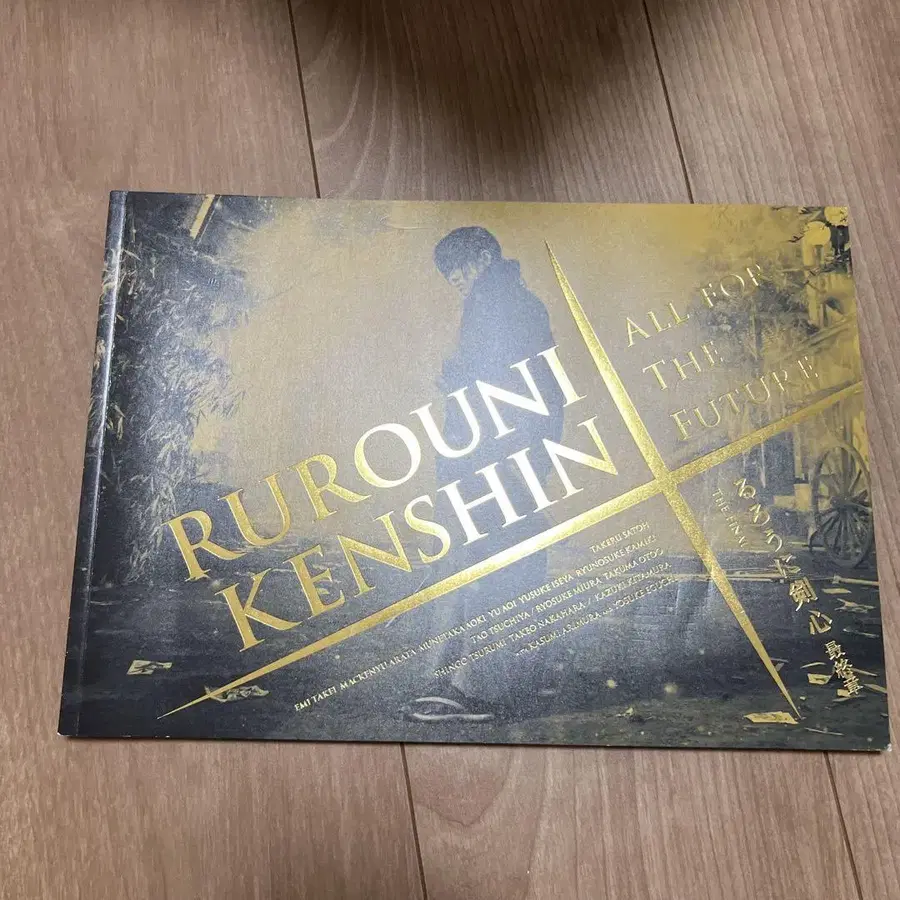 RUROUNI
KENSHIN
ALL FOR
THE
FUTURE
るろうに剣心 最終章
THE FINAL
TAKERU SATOH
EMI TAKEI MACKENYU ARATA MUNETAKA AOKI YU AOI YUSUKE ISEYA RYUNOSUKE KAMIKI
TAO TSUCHIYA / RYOSUKE MIURA TAKUMA OTOO
SHINGO TSURUMI TAKEO NAKAHARA / KAZUKI KITAMURA
WITH KASUMI ARIMURA AND YOSUKE EGUCHI